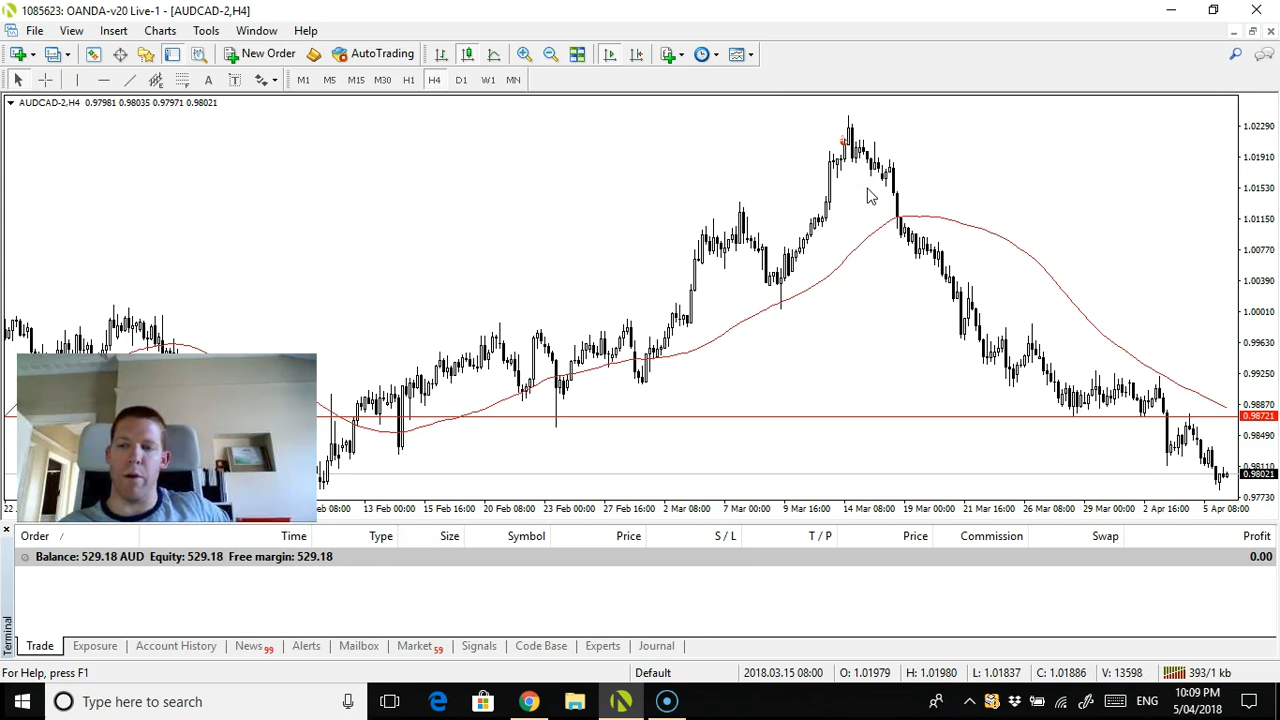 1085623: OANDA-v20 Live-1 - [AUDCAD-2,H4]
File View Insert Charts Tools Window Help
New Order AutoTrading
A T M1 M5 M15 M30 H1 H4 D1 W1 MN
AUDCAD-2,H4 0.97981 0.98035 0.97971 0.98021
1.02290
1.01910
1.01530
1.01150
1.00770
1.00390
1.00010
0.99630
0.99250
0.98870
0.98721
0.98490
0.98110
0.98021
0.97730
22
eb 08:00 13 Feb 00:00 15 Feb 16:00 20 Feb 08:00 23 Feb 00:00 27 Feb 16:00 2 Mar 08:00 7 Mar 00:00 9 Mar 16:00 14 Mar 08:00 19 Mar 00:00 21 Mar 16:00 26 Mar 08:00 29 Mar 00:00 2 Apr 16:00 5 Apr 08:00
Order / Time Type Size Symbol Price S / L T / P Price Commission Swap Profit
Balance: 529.18 AUD Equity: 529.18 Free margin: 529.18 0.00
Terminal
Trade Exposure Account History News 99 Alerts Mailbox Market 59 Signals Code Base Experts Journal
For Help, press F1 Default 2018.03.15 08:00 O: 1.01979 H: 1.01980 L: 1.01837 C: 1.01886 V: 13598 393/1 kb
Type here to search ENG 10:09 PM
5/04/2018